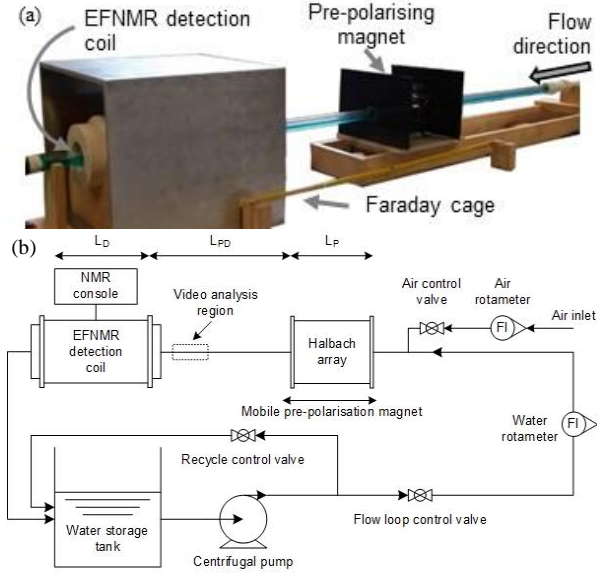 (a)
EFNMR detection
coil
Pre-polarising
magnet
Flow
direction
Faraday cage
(b)
L_D
L_PD
L_P
NMR
console
Video analysis
region
Air control
valve
Air
rotameter
Air inlet
FI
EFNMR
detection
coil
Halbach
array
Mobile pre-polarisation magnet
Water
rotameter
FI
Recycle control valve
Water storage
tank
Flow loop control valve
Centrifugal pump